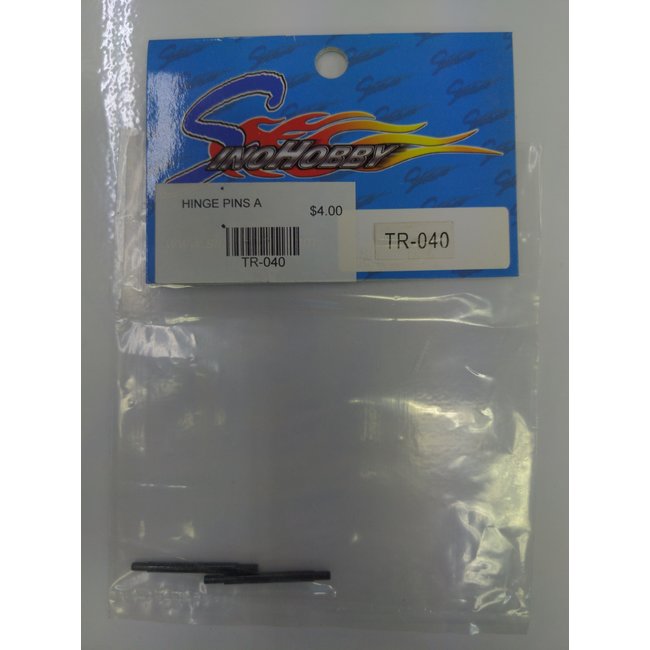 SINOHOBBY
HINGE PINS A
$4.00
TR-040
TR-040